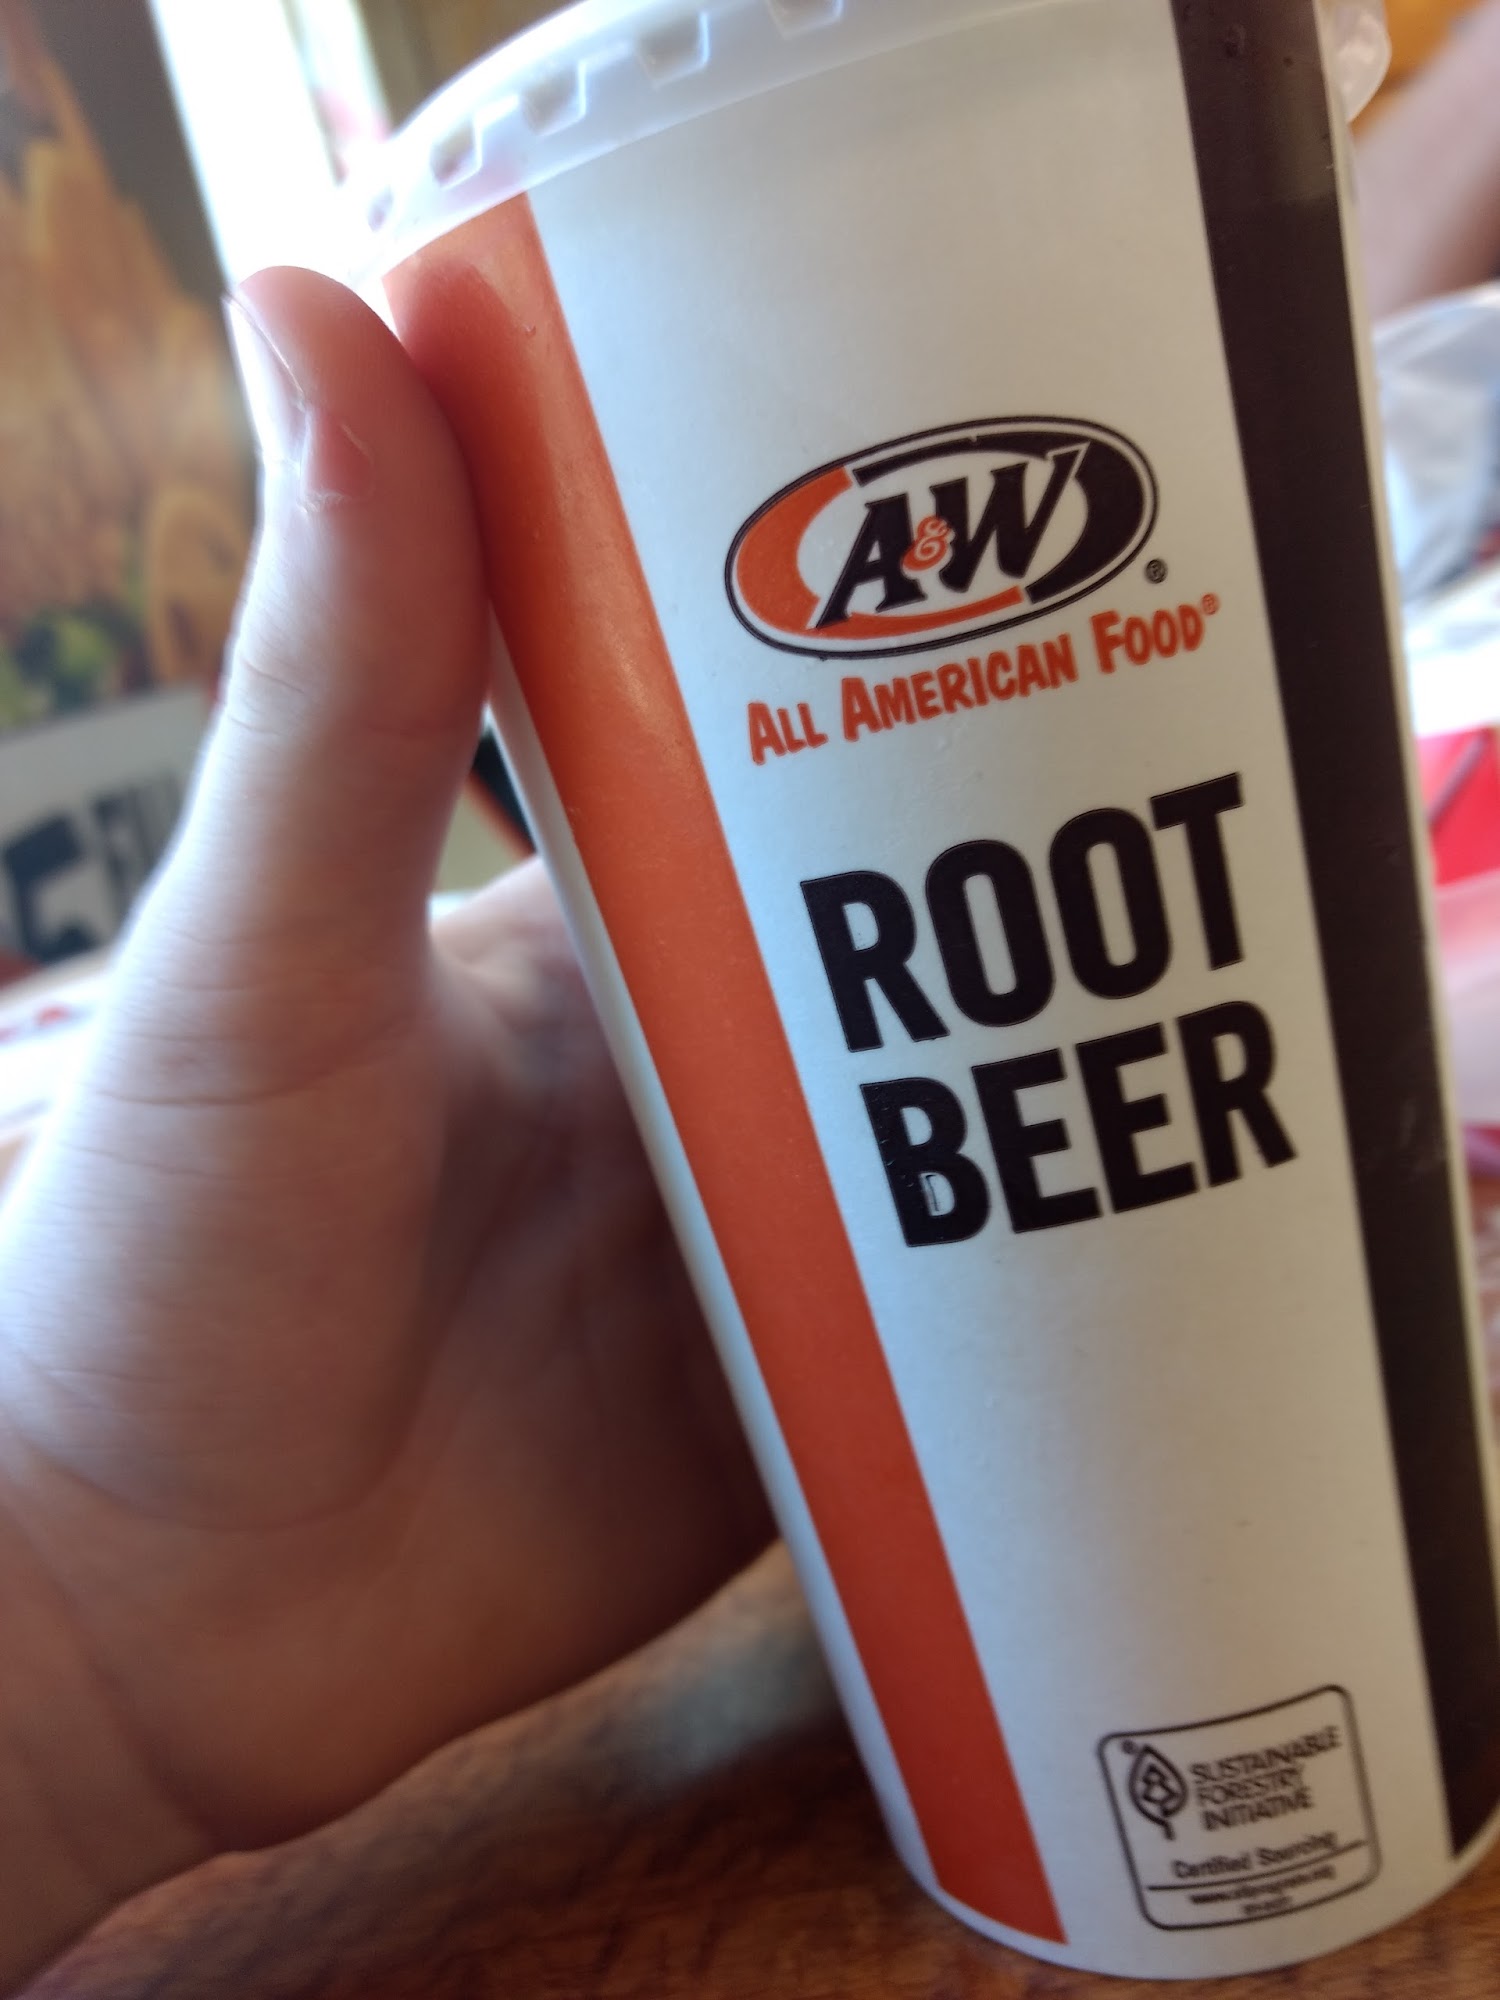 A&W®
ALL AMERICAN FOOD®
ROOT
BEER
® SUSTAINABLE
FORESTRY
INITIATIVE
Certified Sourcing